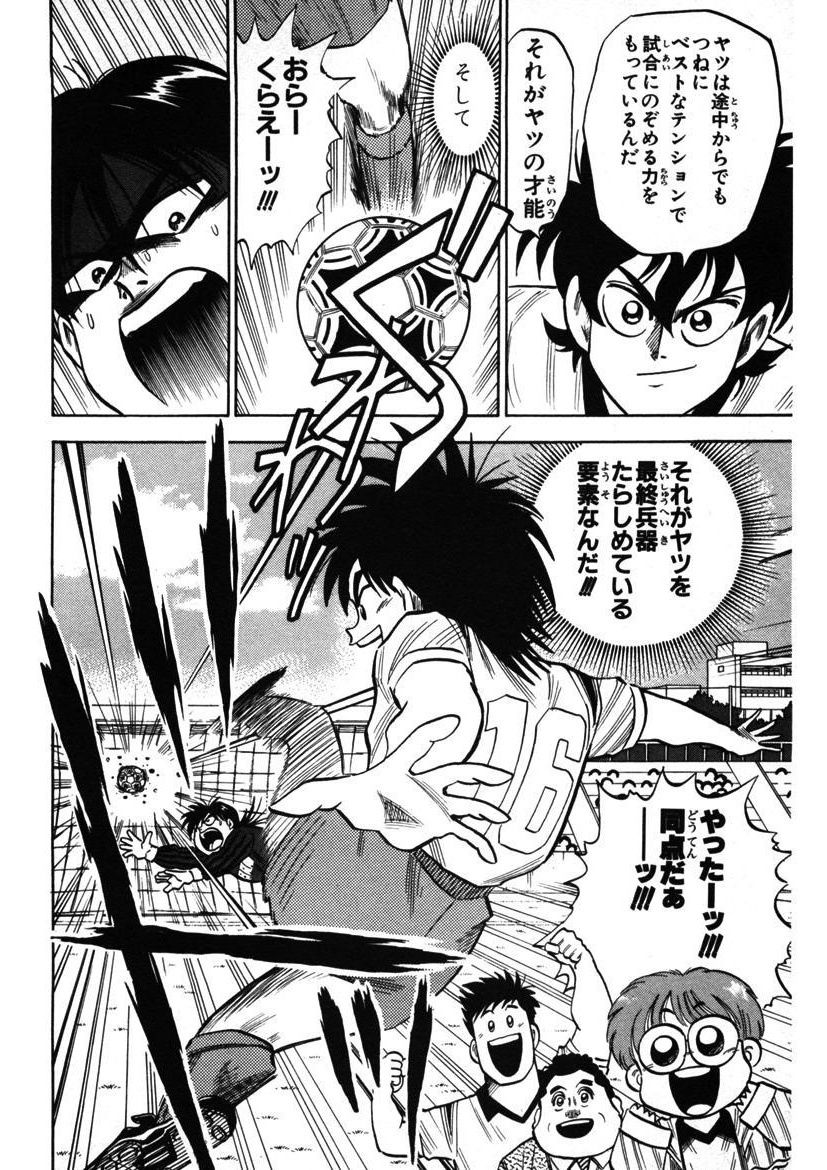 ヤツは途中からでも
つねに
ベストなテンションで
試合にのぞめる力を
もっているんだ
それがヤツの才能
そして
おらー
くらえーッ!!!
それがヤツを
最終兵器
たらしめている
要素なんだ!!!
16
やったーッ!!!
同点だぁ
ーーッ!!!